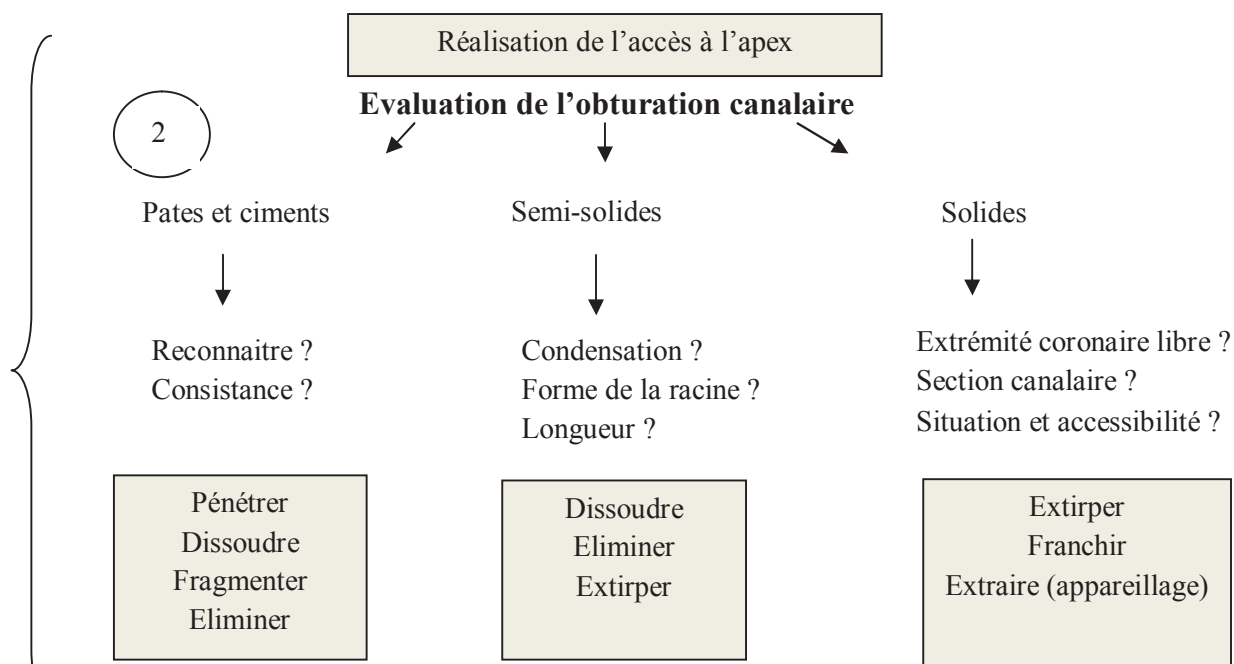 Réalisation de l’accès à l’apex
Evaluation de l’obturation canalaire
2
Pates et ciments
Semi-solides
Solides
Reconnaitre ?
Consistance ?
Condensation ?
Forme de la racine ?
Longueur ?
Extrémité coronaire libre ?
Section canalaire ?
Situation et accessibilité ?
Pénétrer
Dissoudre
Fragmenter
Eliminer
Dissoudre
Eliminer
Extirper
Extirper
Franchir
Extraire (appareillage)